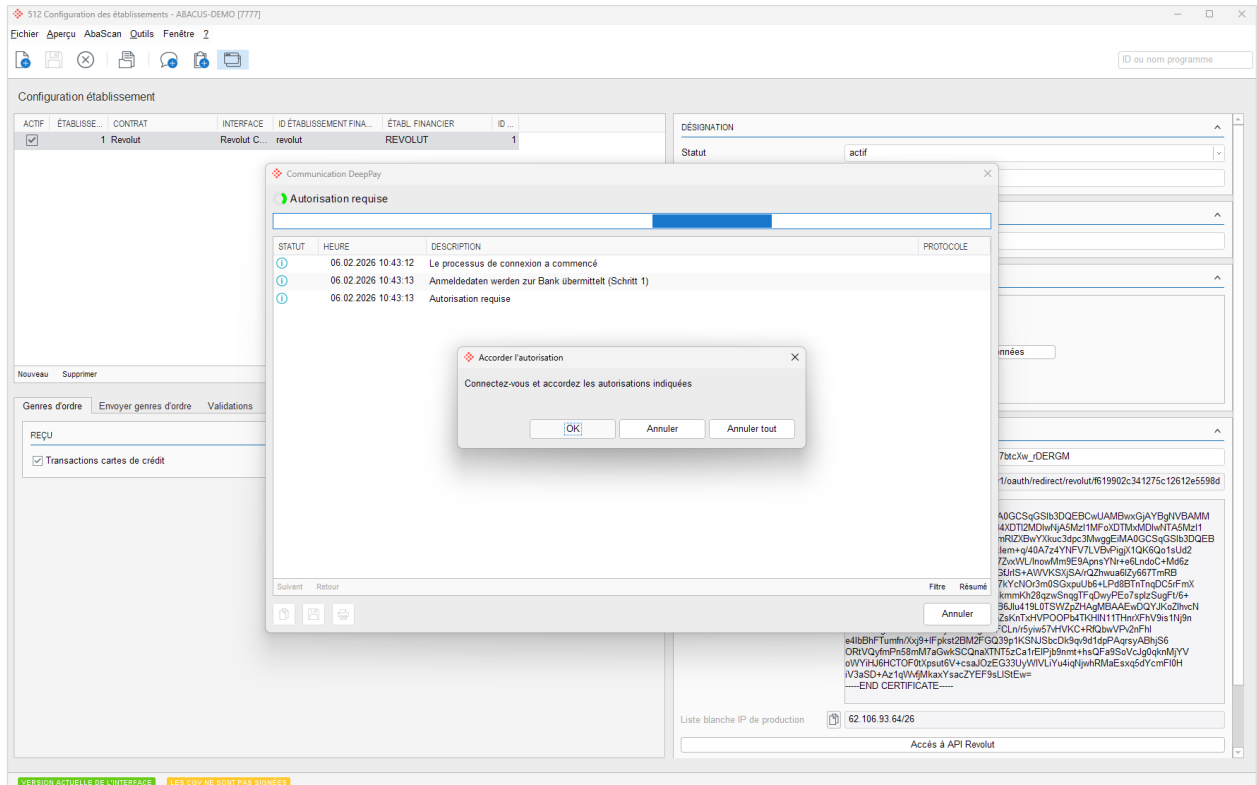 512 Configuration des établissements - ABACUS-DEMO [7777]
Eichier Aperçu AbaScan Outils Fenêtre ?
ID ou nom programme
Configuration établissement
ACTIF ÉTABLISSE... CONTRAT INTERFACE ID ÉTABLISSEMENT FINA... ÉTABL. FINANCIER ID ...
1 Revolut Revolut C... revolut REVOLUT 1
Nouveau Supprimer
Genres d'ordre Envoyer genres d'ordre Validations
REÇU
Transactions cartes de crédit
DÉSIGNATION
Statut actif
Communication DeepPay
Autorisation requise
STATUT HEURE DESCRIPTION PROTOCOLE
06.02.2026 10:43:12 Le processus de connexion a commencé
06.02.2026 10:43:13 Anmeldedaten werden zur Bank übermittelt (Schritt 1)
06.02.2026 10:43:13 Autorisation requise
Accorder l'autorisation
Connectez-vous et accordez les autorisations indiquées
OK Annuler Annuler tout
Suivant Retour Filtre Résumé
Annuler
onnées
7btcXw_rDERGM
r1/oauth/redirect/revolut/f619902c341275c12612e5598d
-----END CERTIFICATE-----
Liste blanche IP de production 62.106.93.64/26
Accès à API Revolut
VERSION ACTUELLE DE L'INTERFACE LES CGV NE SONT PAS SIGNÉES